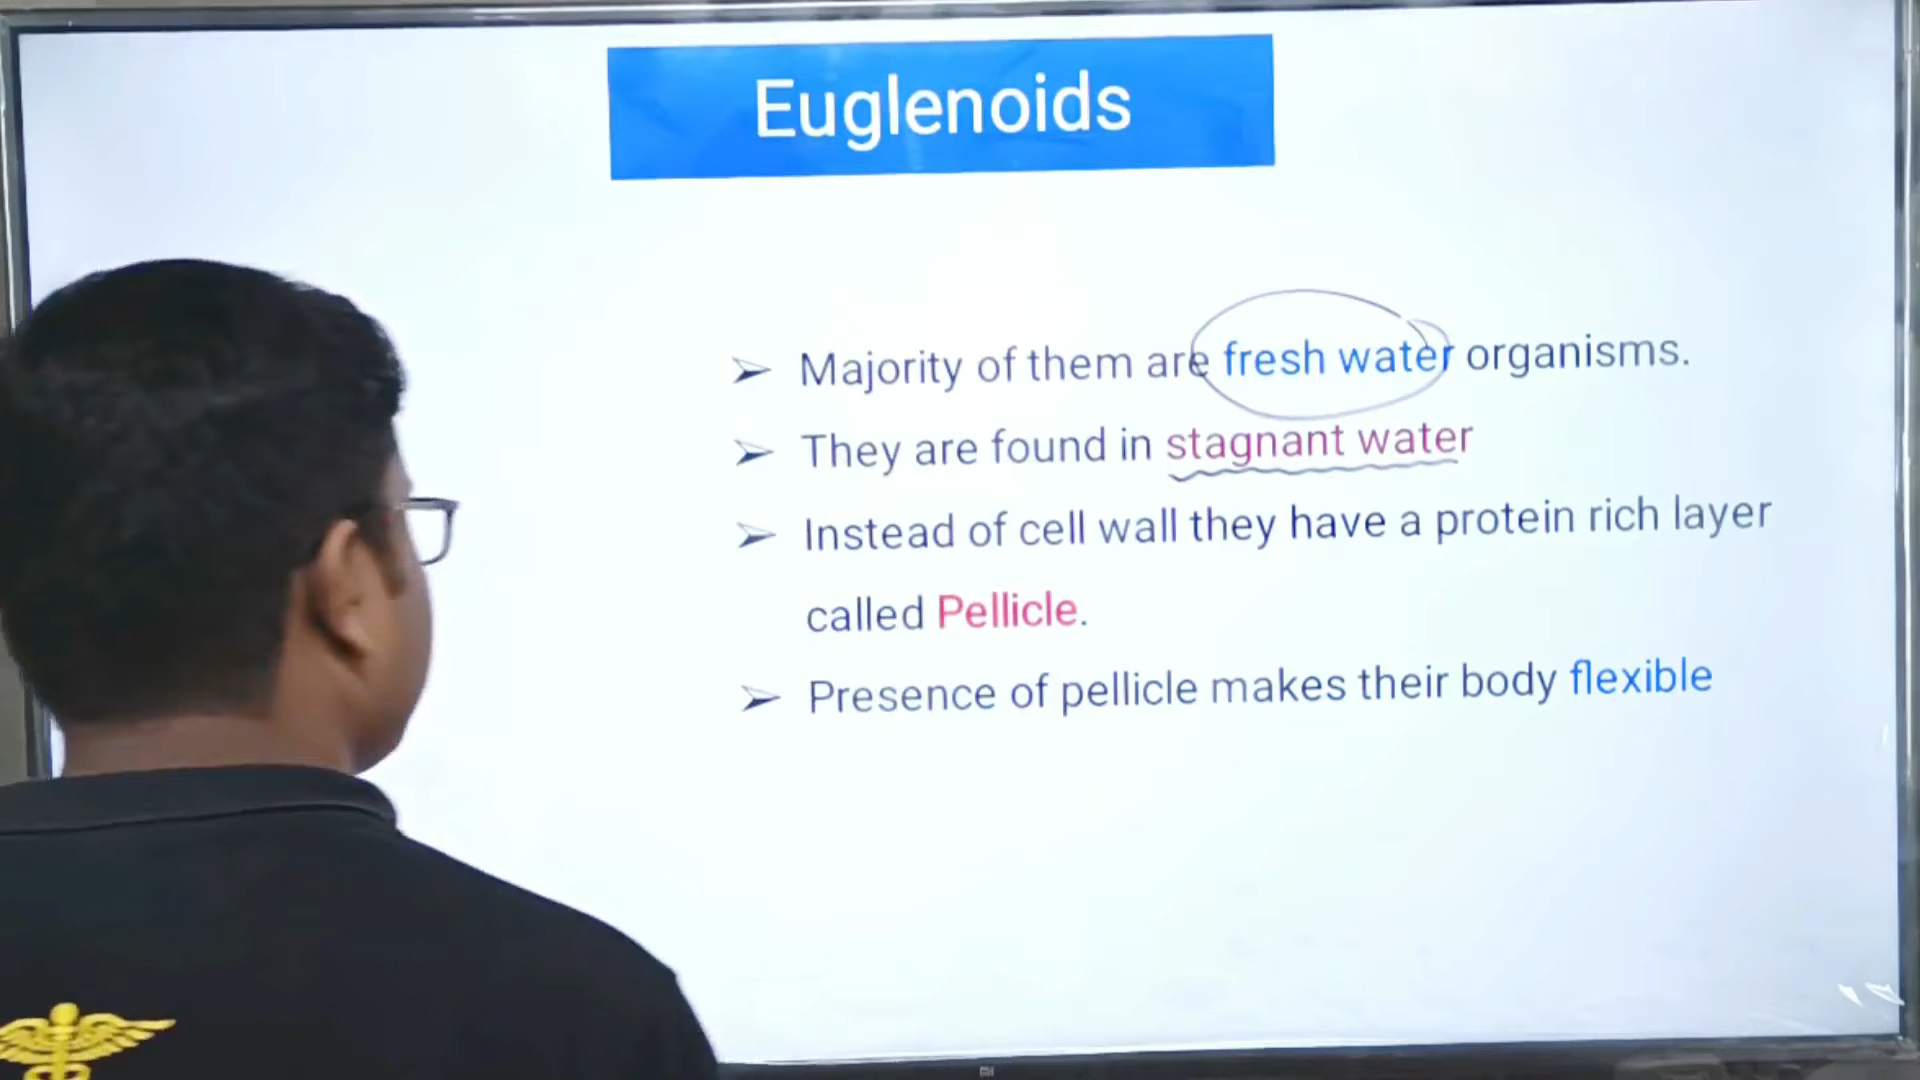 Euglenoids
➢ Majority of them are fresh water organisms.
➢ They are found in stagnant water
➢ Instead of cell wall they have a protein rich layer
called Pellicle.
➢ Presence of pellicle makes their body flexible
mi